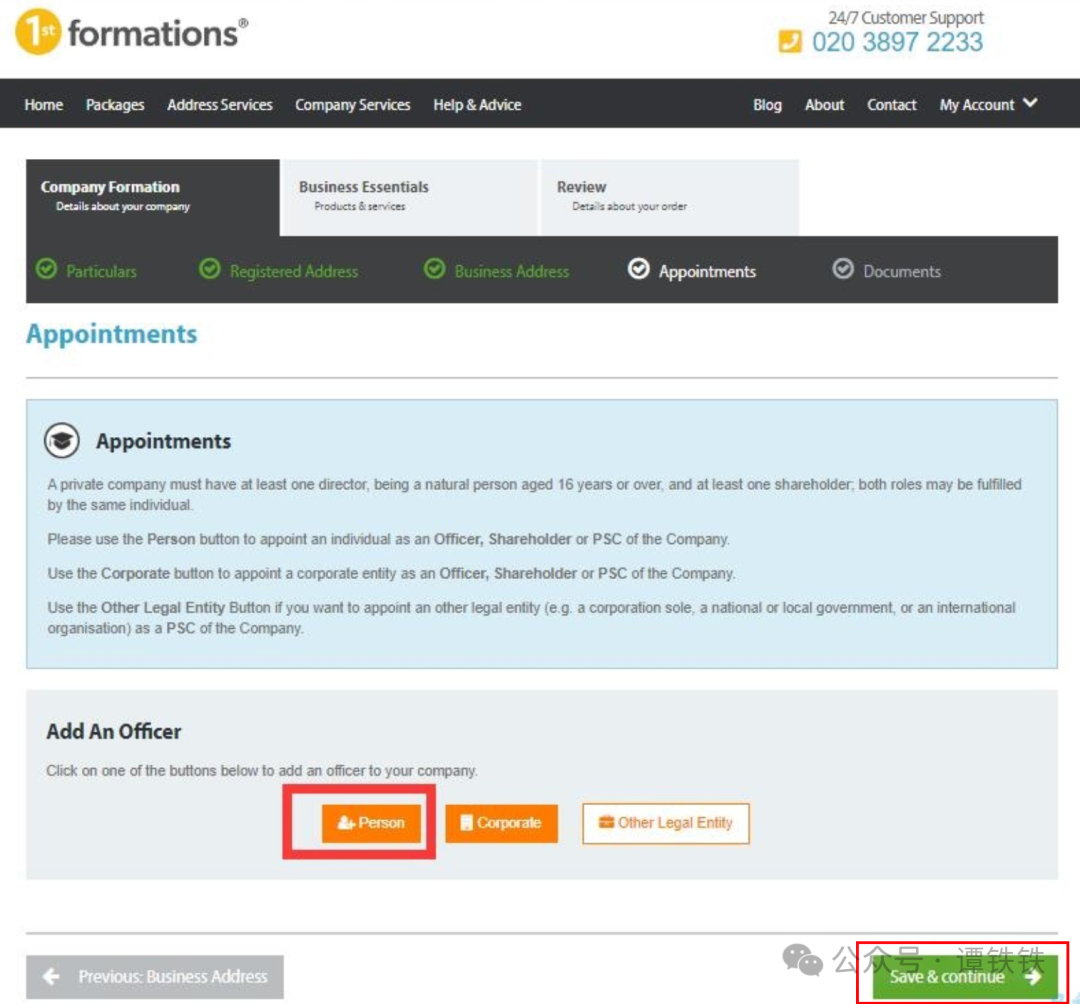 1st formations®
24/7 Customer Support
020 3897 2233
Home Packages Address Services Company Services Help & Advice Blog About Contact My Account
Company Formation
Details about your company
Business Essentials
Products & services
Review
Details about your order
Particulars Registered Address Business Address Appointments Documents
Appointments
Appointments
A private company must have at least one director, being a natural person aged 16 years or over, and at least one shareholder; both roles may be fulfilled
by the same individual.
Please use the Person button to appoint an individual as an Officer, Shareholder or PSC of the Company.
Use the Corporate button to appoint a corporate entity as an Officer, Shareholder or PSC of the Company.
Use the Other Legal Entity Button if you want to appoint an other legal entity (e.g. a corporation sole, a national or local government, or an international
organisation) as a PSC of the Company.
Add An Officer
Click on one of the buttons below to add an officer to your company.
Person Corporate Other Legal Entity
公众号 · 谭铁铁
Previous: Business Address
Save & continue